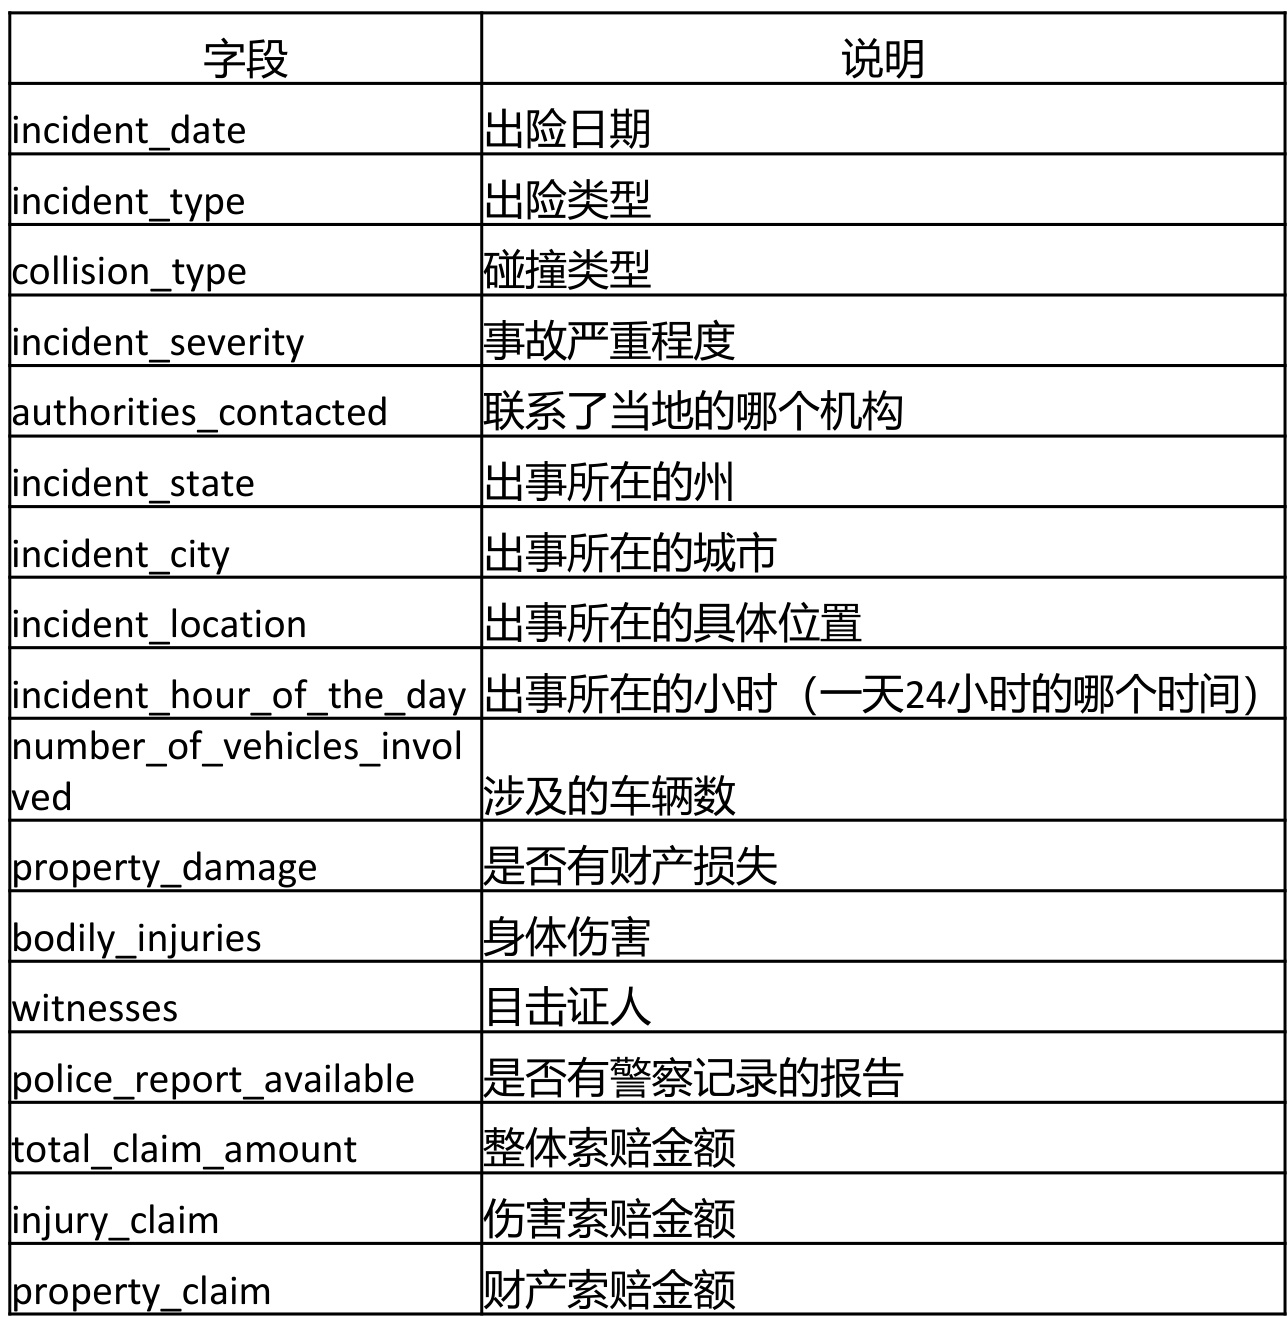 字段 说明
incident_date 出险日期
incident_type 出险类型
collision_type 碰撞类型
incident_severity 事故严重程度
authorities_contacted 联系了当地的哪个机构
incident_state 出事所在的州
incident_city 出事所在的城市
incident_location 出事所在的具体位置
incident_hour_of_the_day 出事所在的小时（一天24小时的哪个时间）
number_of_vehicles_invol
ved 涉及的车辆数
property_damage 是否有财产损失
bodily_injuries 身体伤害
witnesses 目击证人
police_report_available 是否有警察记录的报告
total_claim_amount 整体索赔金额
injury_claim 伤害索赔金额
property_claim 财产索赔金额